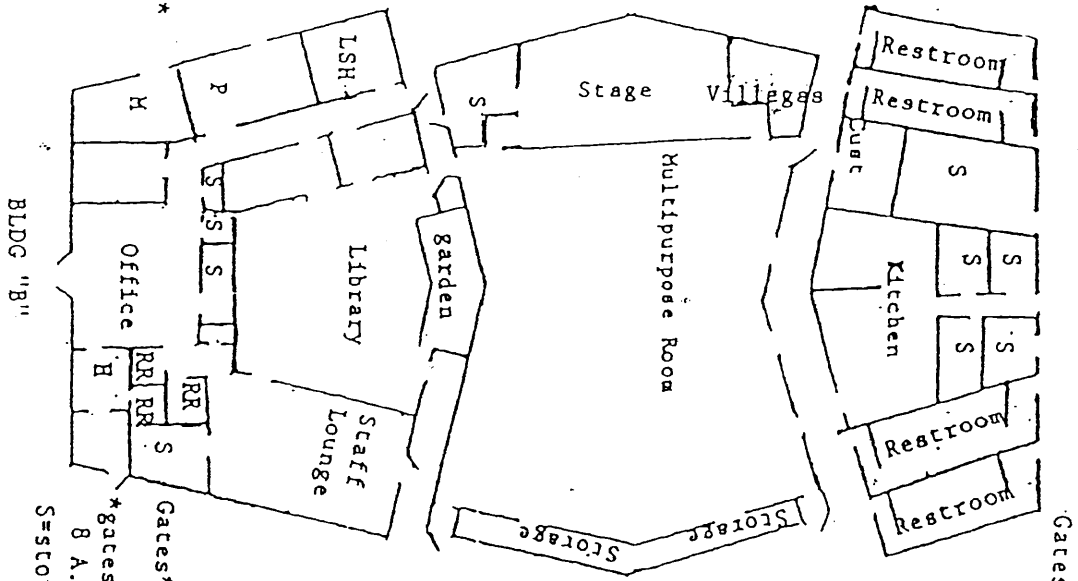 Restroom
Restroom
Stage
Villegas
S
LSH
P
H
Cust
S
Multipurpose Room
S
S
S
Library
garden
Office
Kitchen
S
S
S
S
BLDG "B"
H
RR
RR
RR
S
Staff
Lounge
Restroom
Restroom
Storage
Storage
Gates*
*gates
8 A.
S=sto
Gates
*